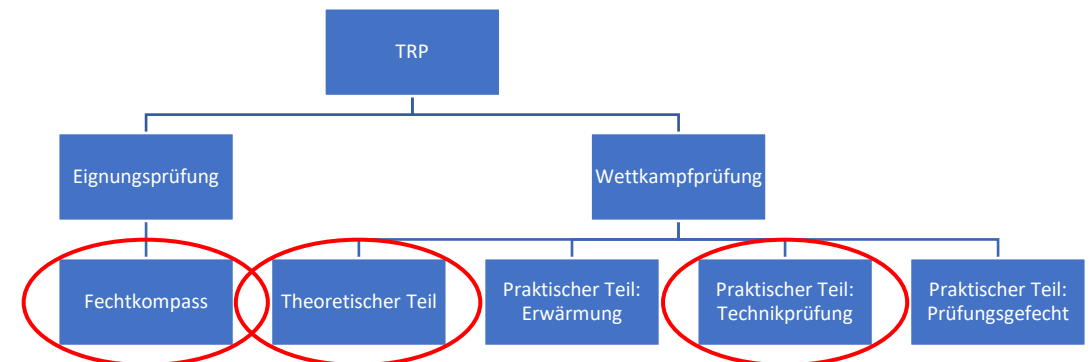 TRP
Eignungsprüfung
Wettkampfprüfung
Fechtkompass
Theoretischer Teil
Praktischer Teil:
Erwärmung
Praktischer Teil:
Technikprüfung
Praktischer Teil:
Prüfungsgefecht